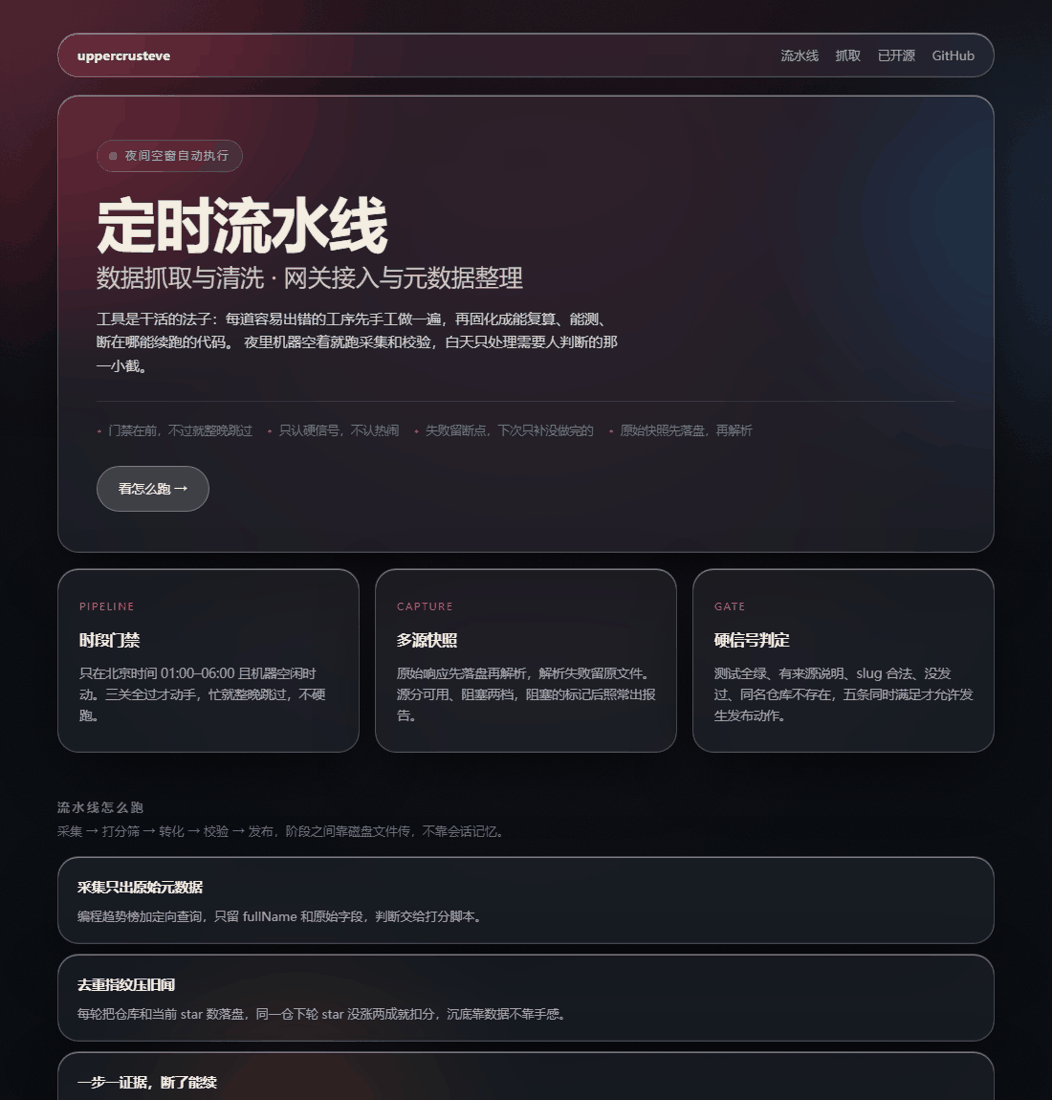 uppercrusteve
流水线 抓取 已开源 GitHub
夜间空窗自动执行
定时流水线
数据抓取与清洗 · 网关接入与元数据整理
工具是干活的法子：每道容易出错的工序先手工做一遍，再固化成能复算、能测、
断在哪能续跑的代码。 夜里机器空着就跑采集和校验，白天只处理需要人判断的那
一小截。
• 门禁在前，不过就整晚跳过 • 只认硬信号，不认热闹 • 失败留断点，下次只补没做完的 • 原始快照先落盘，再解析
看怎么跑 →
PIPELINE
时段门禁
只在北京时间 01:00–06:00 且机器空闲时
动。三关全过才动手，忙就整晚跳过，不硬
跑。
CAPTURE
多源快照
原始响应先落盘再解析，解析失败留原文件。
源分可用、阻塞两档，阻塞的标记后照常出报
告。
GATE
硬信号判定
测试全绿、有来源说明、slug 合法、没发
过、同名仓库不存在，五条同时满足才允许发
生发布动作。
流水线怎么跑
采集 → 打分筛 → 转化 → 校验 → 发布，阶段之间靠磁盘文件传，不靠会话记忆。
采集只出原始元数据
编程趋势榜加定向查询，只留 fullName 和原始字段，判断交给打分脚本。
去重指纹压旧闻
每轮把仓库和当前 star 数落盘，同一仓下轮 star 没涨两成就扣分，沉底靠数据不靠手感。
一步一证据，断了能续